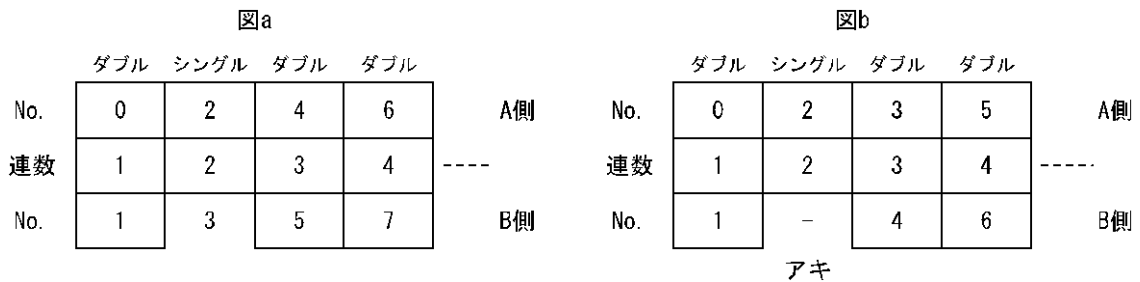 図a
ダブル シングル ダブル ダブル
No. 0 2 4 6 A側
連数 1 2 3 4 ----
No. 1 3 5 7 B側
図b
ダブル シングル ダブル ダブル
No. 0 2 3 5 A側
連数 1 2 3 4 -----
No. 1 － 4 6 B側
アキ